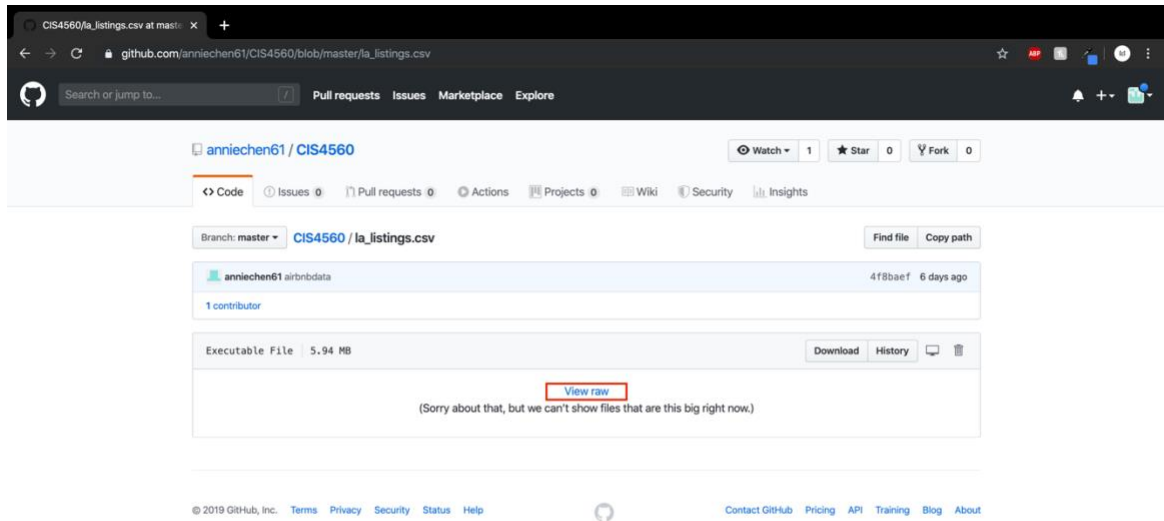 CIS4560/la_listings.csv at maste
github.com/anniechen61/CIS4560/blob/master/la_listings.csv
ABP
Search or jump to... /
Pull requests Issues Marketplace Explore
anniechen61 / CIS4560
Watch 1 Star 0 Fork 0
<> Code Issues 0 Pull requests 0 Actions Projects 0 Wiki Security Insights
Branch: master CIS4560 / la_listings.csv Find file Copy path
anniechen61 airbnbdata 4f8baef 6 days ago
1 contributor
Executable File 5.94 MB Download History
View raw
(Sorry about that, but we can't show files that are this big right now.)
© 2019 GitHub, Inc. Terms Privacy Security Status Help Contact GitHub Pricing API Training Blog About